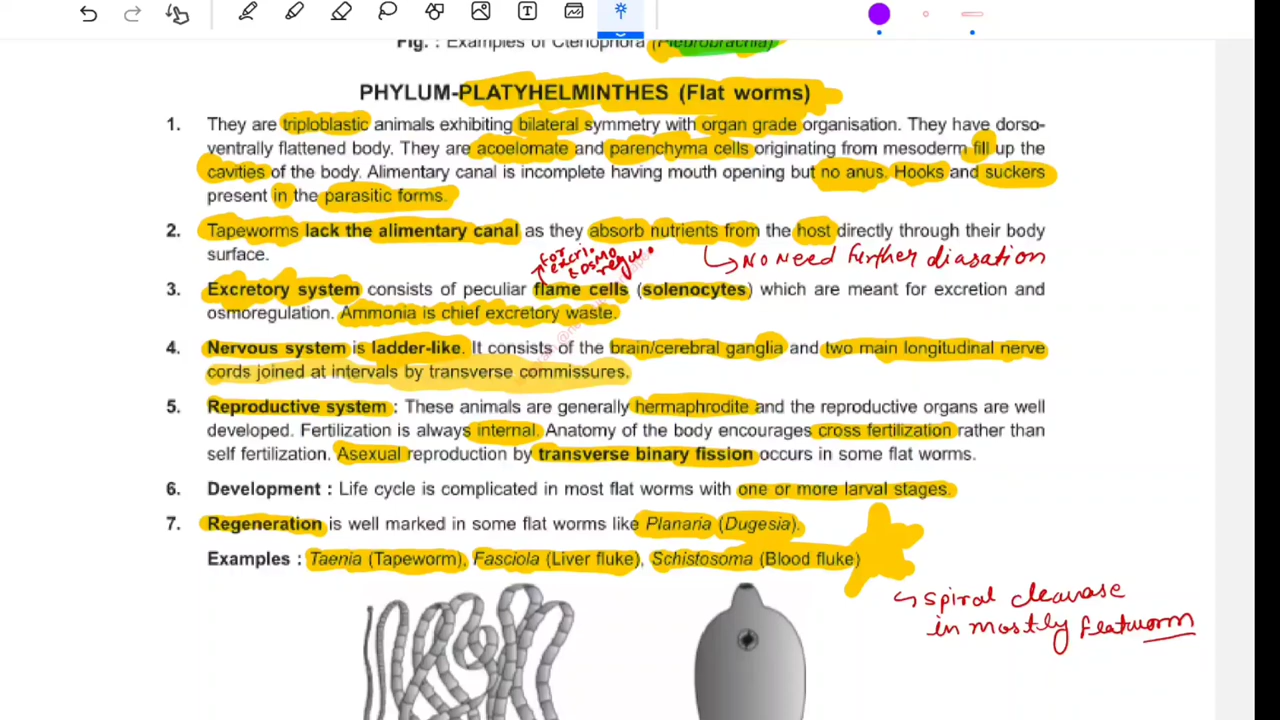 Fig. : Examples of Ctenophora (Plebrobrachia)
PHYLUM-PLATYHELMINTHES (Flat worms)
1. They are triploblastic animals exhibiting bilateral symmetry with organ grade organisation. They have dorso-
ventrally flattened body. They are acoelomate and parenchyma cells originating from mesoderm fill up the
cavities of the body. Alimentary canal is incomplete having mouth opening but no anus. Hooks and suckers
present in the parasitic forms.
2. Tapeworms lack the alimentary canal as they absorb nutrients from the host directly through their body
surface.
↳ No Need further diasation
for
excri.
& osmo
regu.
3. Excretory system consists of peculiar flame cells (solenocytes) which are meant for excretion and
osmoregulation. Ammonia is chief excretory waste.
4. Nervous system is ladder-like. It consists of the brain/cerebral ganglia and two main longitudinal nerve
cords joined at intervals by transverse commissures.
5. Reproductive system : These animals are generally hermaphrodite and the reproductive organs are well
developed. Fertilization is always internal. Anatomy of the body encourages cross fertilization rather than
self fertilization. Asexual reproduction by transverse binary fission occurs in some flat worms.
6. Development : Life cycle is complicated in most flat worms with one or more larval stages.
7. Regeneration is well marked in some flat worms like Planaria (Dugesia).
Examples : Taenia (Tapeworm), Fasciola (Liver fluke), Schistosoma (Blood fluke)
↳ spiral cleavase
in mostly flatworm